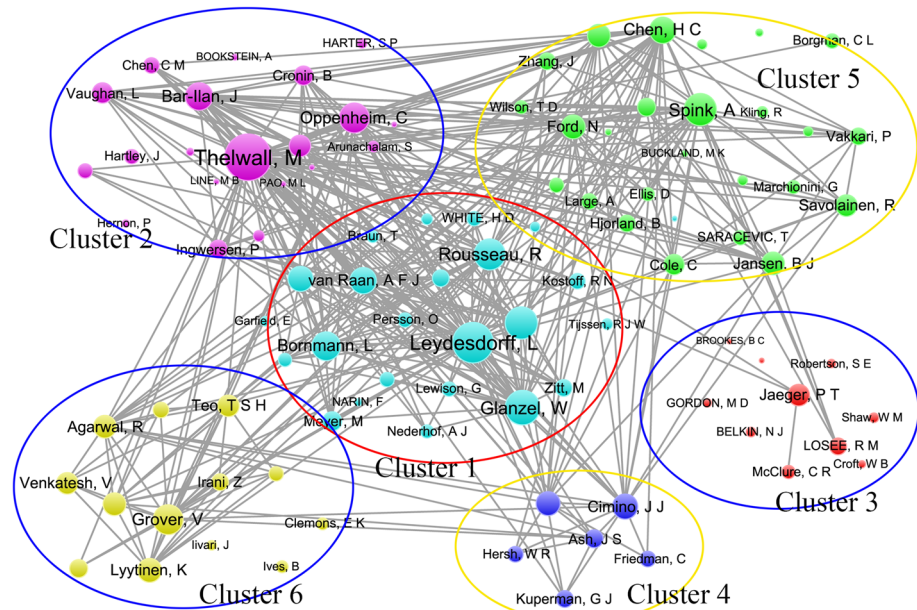 HARTER, S P
BOOKSTEIN, A
Chen, C M
Cronin, B
Vaughan, L
Bar-Ilan, J
Oppenheim, C
Arunachalam, S
Hartley, J
Thelwall, M
LINE, M B
PAO, M L
Hernon, P
Ingwersen, P
Cluster 2
Chen, H C
Borgman, C L
Zhang, J
Cluster 5
Wilson, T D
Spink, A
Kling, R
Ford, N
Vakkari, P
BUCKLAND, M K
Marchionini, G
Large, A
Ellis, D
Savolainen, R
Hjorland, B
SARACEVIC, T
Cole, C
Jansen, B J
WHITE, H D
Braun, T
Rousseau, R
van Raan, A F J
Kostoff, R N
Garfield, E
Persson, O
Tijssen, R J W
Bornmann, L
Leydesdorff, L
Lewison, G
Zitt, M
NARIN, F
Glanzel, W
Meyer, M
Nederhof, A J
Cluster 1
BROOKES, B C
Robertson, S E
Jaeger, P T
GORDON, M D
Shaw, W M
BELKIN, N J
LOSEE, R M
Croft, W B
McClure, C R
Cluster 3
Teo, T S H
Agarwal, R
Venkatesh, V
Irani, Z
Grover, V
Clemons, E K
Iivari, J
Lyytinen, K
Ives, B
Cluster 6
Cimino, J J
Ash, J S
Hersh, W R
Friedman, C
Kuperman, G J
Cluster 4